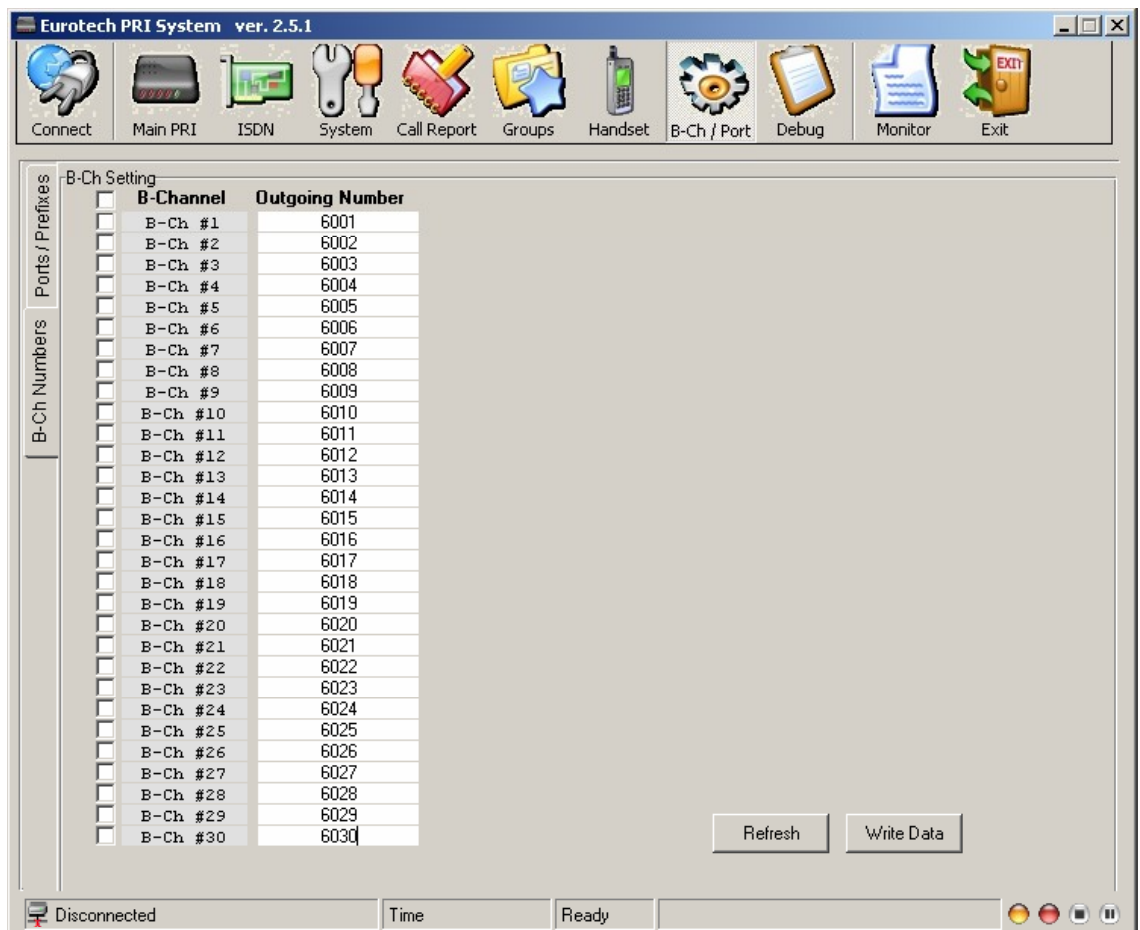 Eurotech PRI System ver. 2.5.1
Connect Main PRI ISDN System Call Report Groups Handset B-Ch / Port Debug Monitor EXIT Exit
Ports / Prefixes
B-Ch Numbers
B-Ch Setting
B-Channel Outgoing Number
B-Ch #1 6001
B-Ch #2 6002
B-Ch #3 6003
B-Ch #4 6004
B-Ch #5 6005
B-Ch #6 6006
B-Ch #7 6007
B-Ch #8 6008
B-Ch #9 6009
B-Ch #10 6010
B-Ch #11 6011
B-Ch #12 6012
B-Ch #13 6013
B-Ch #14 6014
B-Ch #15 6015
B-Ch #16 6016
B-Ch #17 6017
B-Ch #18 6018
B-Ch #19 6019
B-Ch #20 6020
B-Ch #21 6021
B-Ch #22 6022
B-Ch #23 6023
B-Ch #24 6024
B-Ch #25 6025
B-Ch #26 6026
B-Ch #27 6027
B-Ch #28 6028
B-Ch #29 6029
B-Ch #30 6030
Refresh Write Data
Disconnected Time Ready